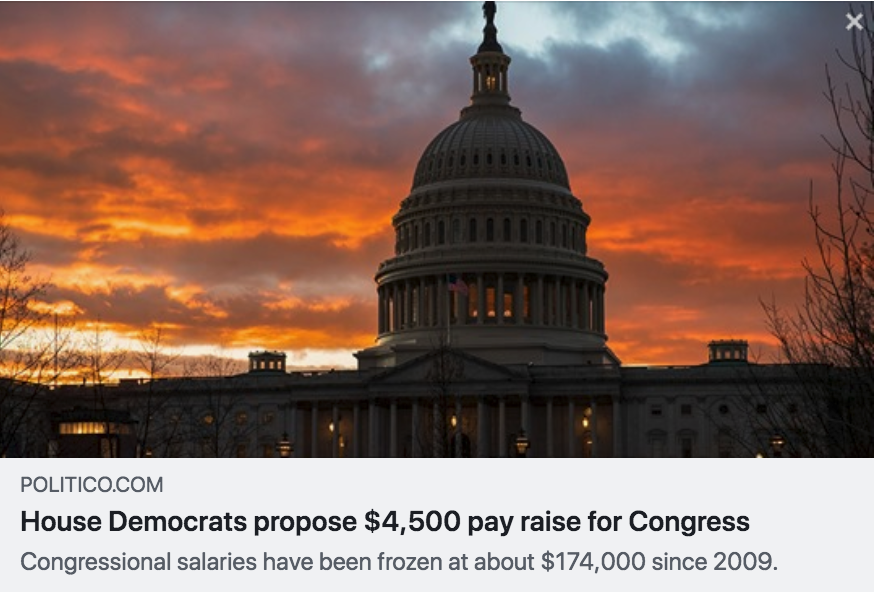 POLITICO.COM
House Democrats propose $4,500 pay raise for Congress
Congressional salaries have been frozen at about $174,000 since 2009.